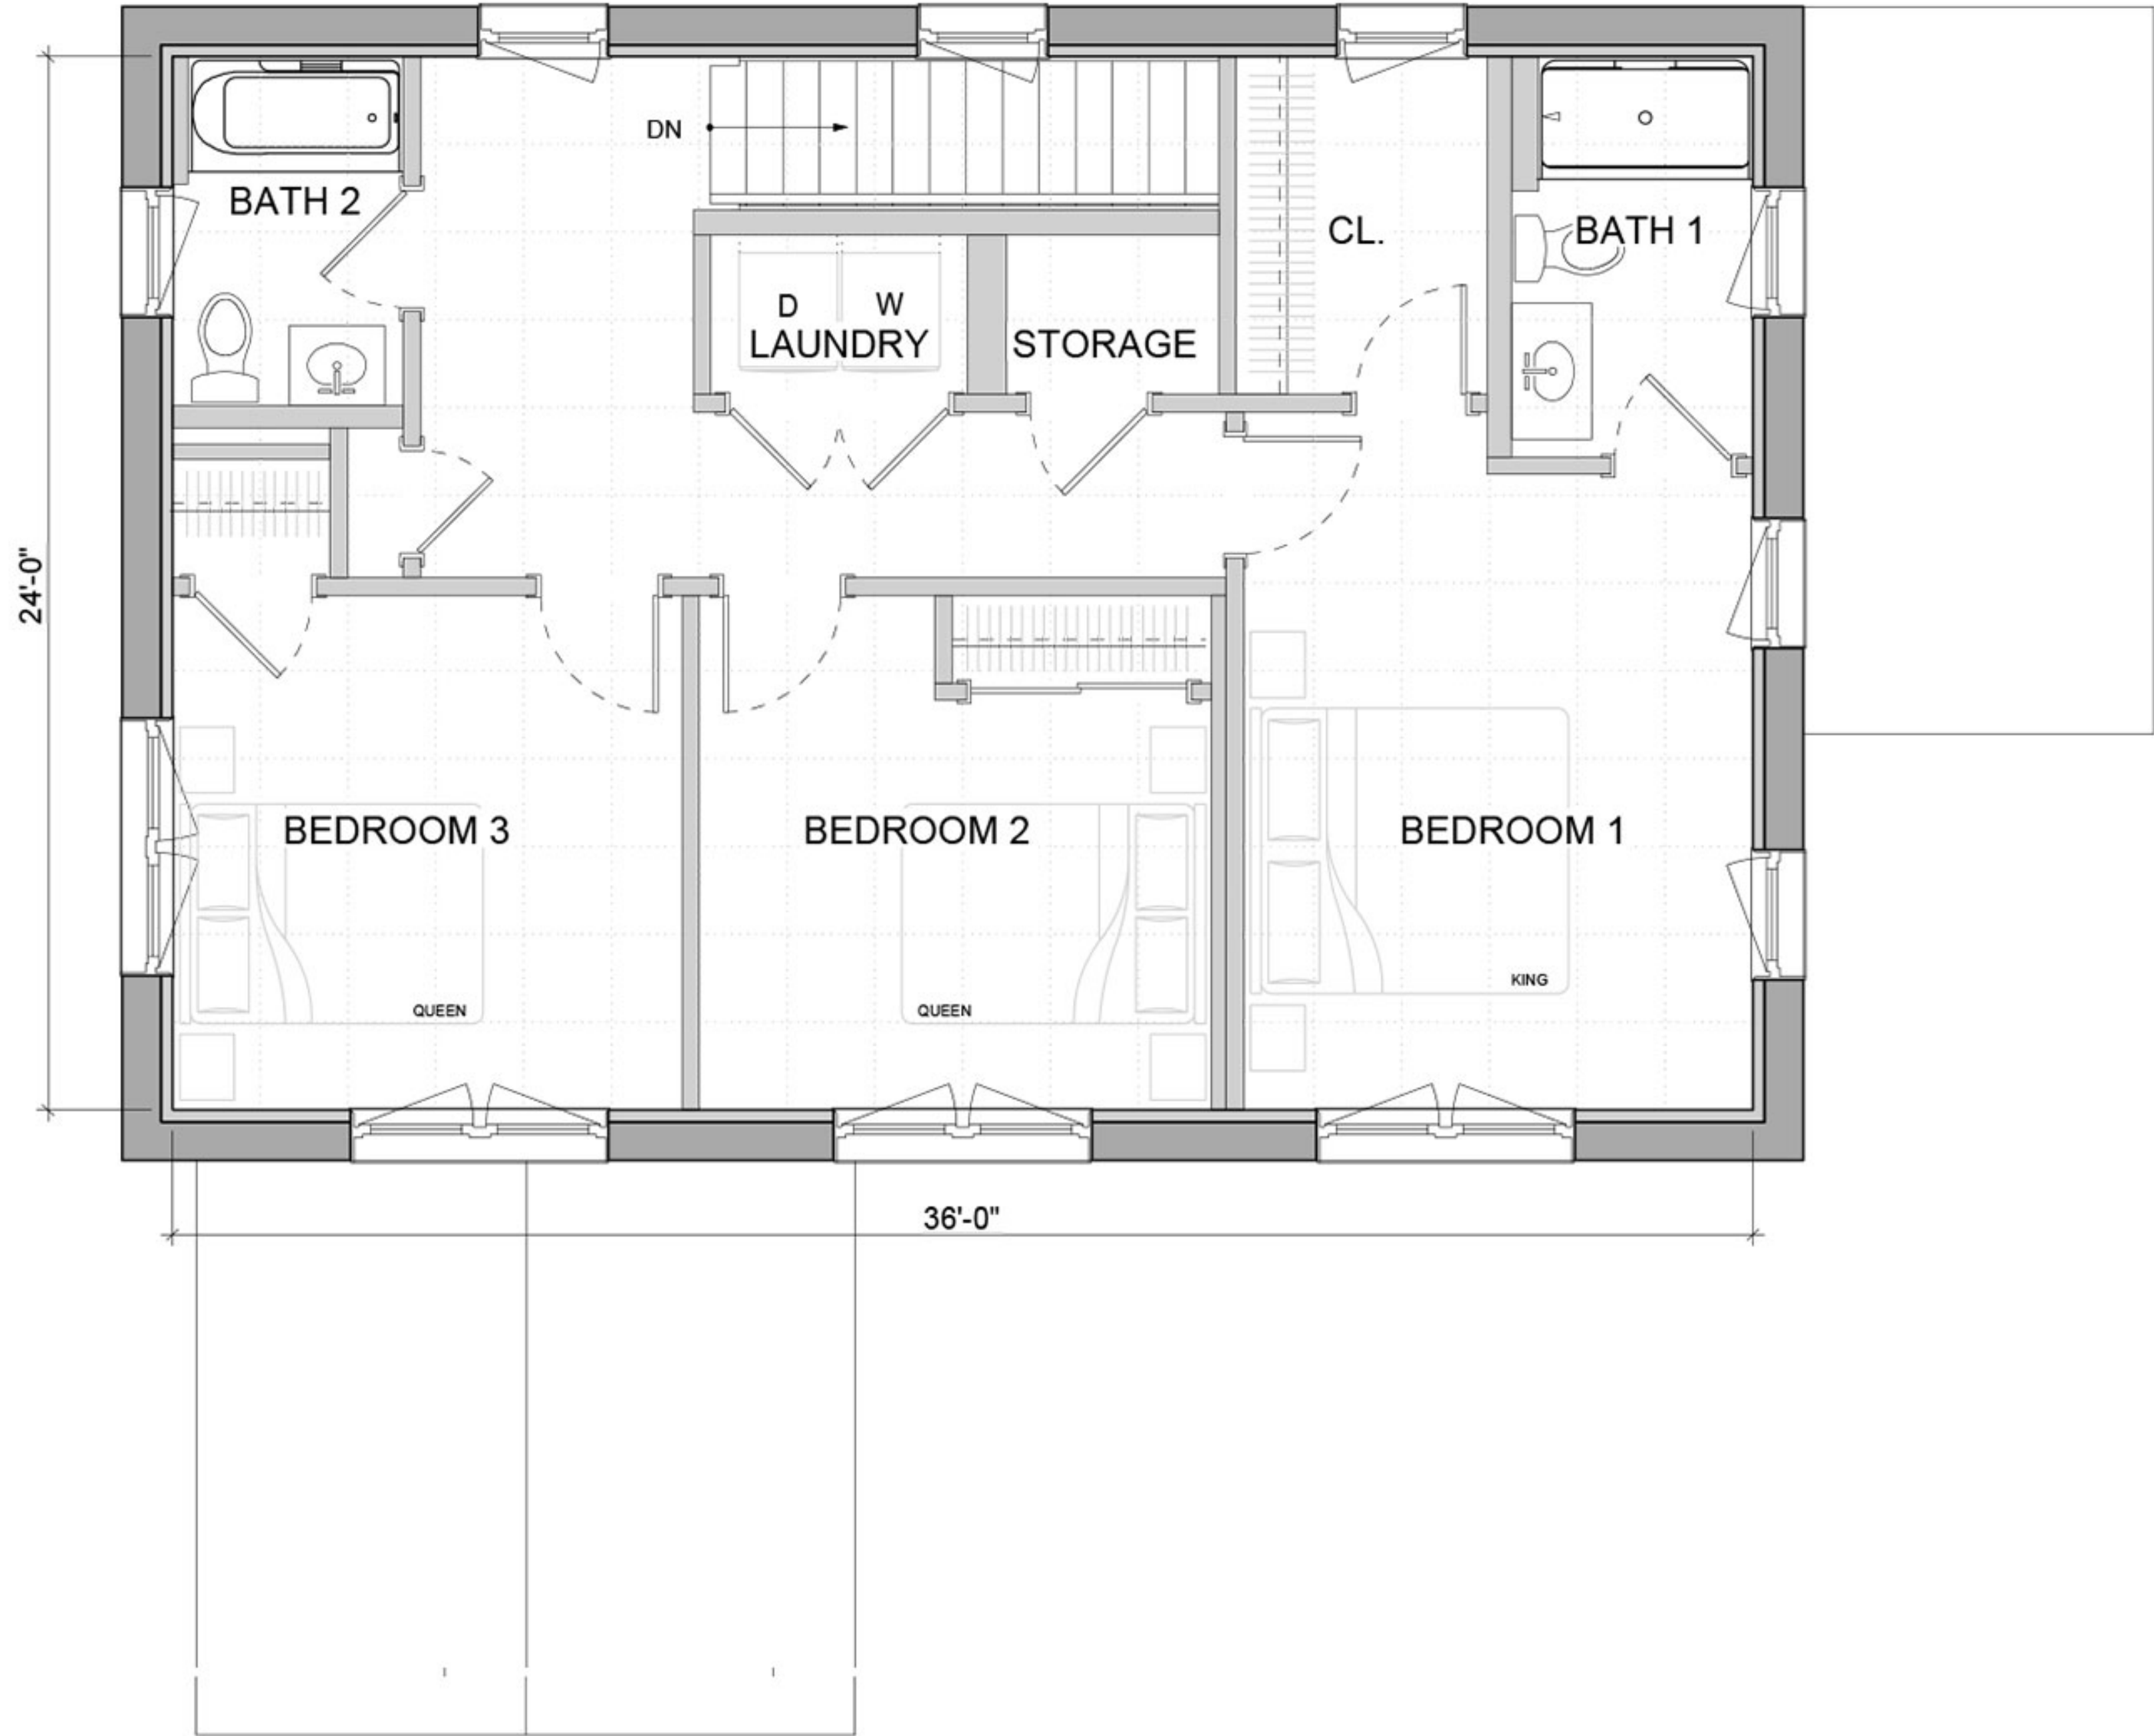 DN
BATH 2
CL.
BATH 1
D
W
LAUNDRY
STORAGE
24'-0"
BEDROOM 3
BEDROOM 2
BEDROOM 1
KING
QUEEN
QUEEN
36'-0"